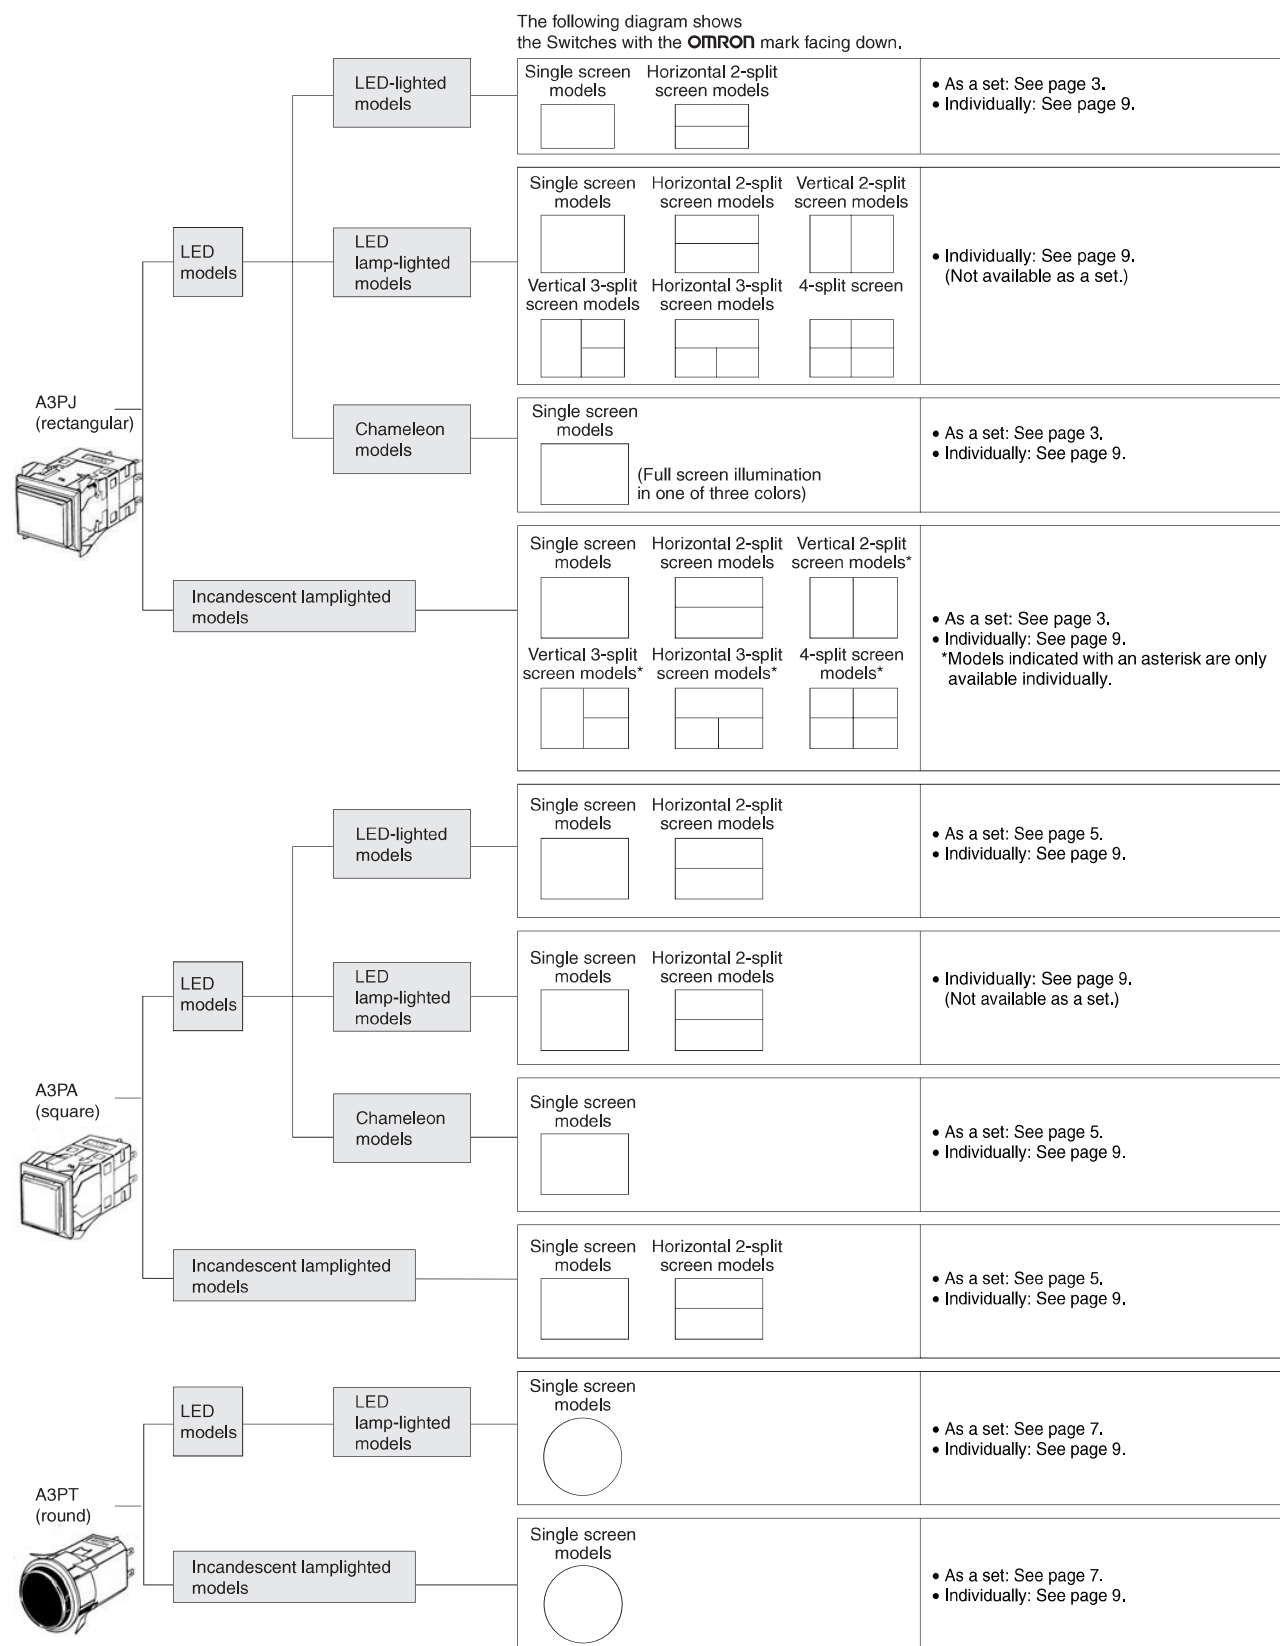 The following diagram shows
the Switches with the OMRON mark facing down.
LED-lighted
models
Single screen
models
Horizontal 2-split
screen models
• As a set: See page 3.
• Individually: See page 9.
LED
models
LED
lamp-lighted
models
Single screen
models
Horizontal 2-split
screen models
Vertical 2-split
screen models
Vertical 3-split
screen models
Horizontal 3-split
screen models
4-split screen
• Individually: See page 9.
(Not available as a set.)
A3PJ
(rectangular)
Chameleon
models
Single screen
models
(Full screen illumination
in one of three colors)
• As a set: See page 3.
• Individually: See page 9.
Incandescent lamplighted
models
Single screen
models
Horizontal 2-split
screen models
Vertical 2-split
screen models*
Vertical 3-split
screen models*
Horizontal 3-split
screen models*
4-split screen
models*
• As a set: See page 3.
• Individually: See page 9.
*Models indicated with an asterisk are only
available individually.
LED-lighted
models
Single screen
models
Horizontal 2-split
screen models
• As a set: See page 5.
• Individually: See page 9.
LED
models
LED
lamp-lighted
models
Single screen
models
Horizontal 2-split
screen models
• Individually: See page 9.
(Not available as a set.)
A3PA
(square)
Chameleon
models
Single screen
models
• As a set: See page 5.
• Individually: See page 9.
Incandescent lamplighted
models
Single screen
models
Horizontal 2-split
screen models
• As a set: See page 5.
• Individually: See page 9.
LED
models
LED
lamp-lighted
models
Single screen
models
• As a set: See page 7.
• Individually: See page 9.
A3PT
(round)
Incandescent lamplighted
models
Single screen
models
• As a set: See page 7.
• Individually: See page 9.